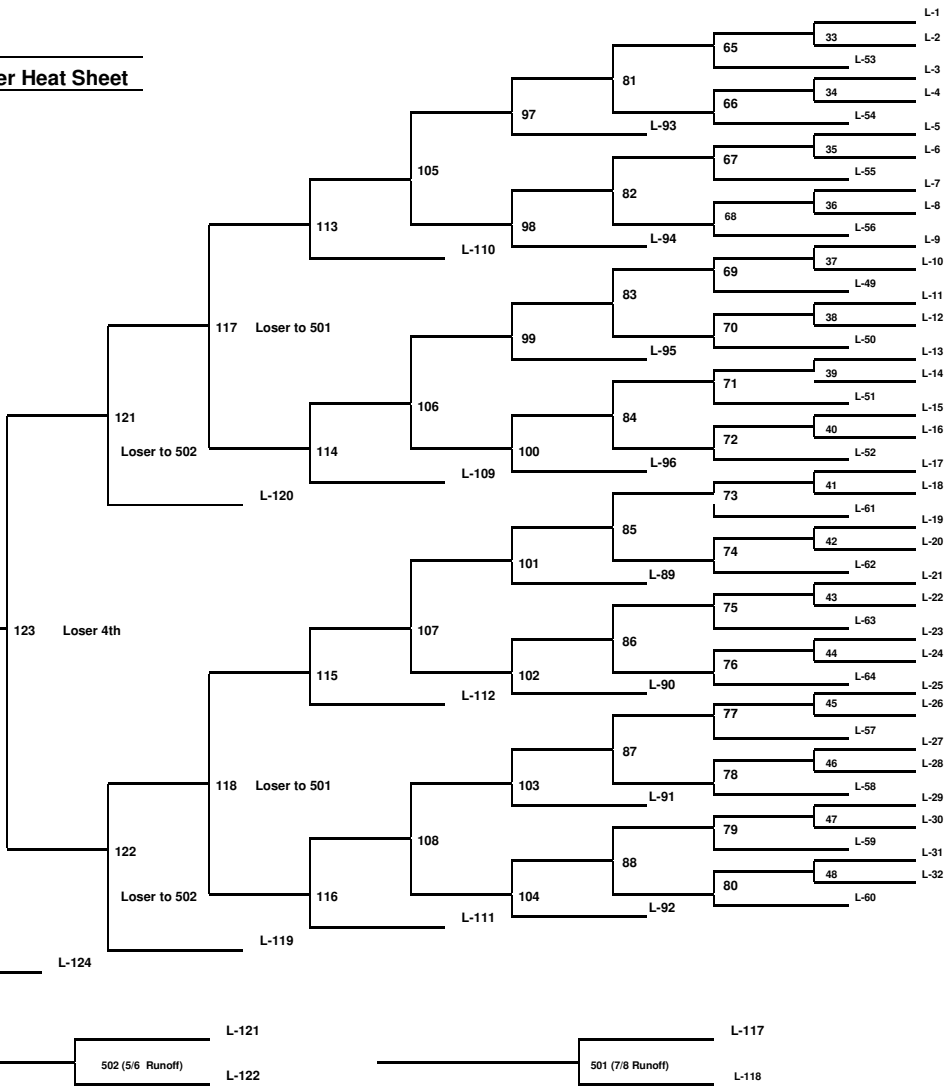 L-1
33
L-2
65
L-53
er Heat Sheet
L-3
81
34
L-4
66
97
L-54
L-93
L-5
35
L-6
67
105
L-55
L-7
82
36
L-8
68
113
98
L-56
L-94
L-9
L-110
37
L-10
69
L-49
83
L-11
38
L-12
117 Loser to 501
70
99
L-50
L-95
L-13
39
L-14
71
L-51
106
L-15
121
84
40
L-16
72
Loser to 502
114
100
L-52
L-96
L-17
L-109
41
L-18
L-120
73
L-61
L-19
85
42
L-20
74
101
L-62
L-89
L-21
43
L-22
75
L-63
123 Loser 4th
107
L-23
86
44
L-24
76
115
102
L-64
L-90
L-25
L-112
45
L-26
77
L-57
L-27
87
46
L-28
78
118 Loser to 501
103
L-58
L-91
L-29
47
L-30
79
108
L-59
122
L-31
88
48
L-32
80
Loser to 502
116
104
L-60
L-92
L-111
L-119
L-124
L-121
L-117
502 (5/6 Runoff)
501 (7/8 Runoff)
L-122
L-118